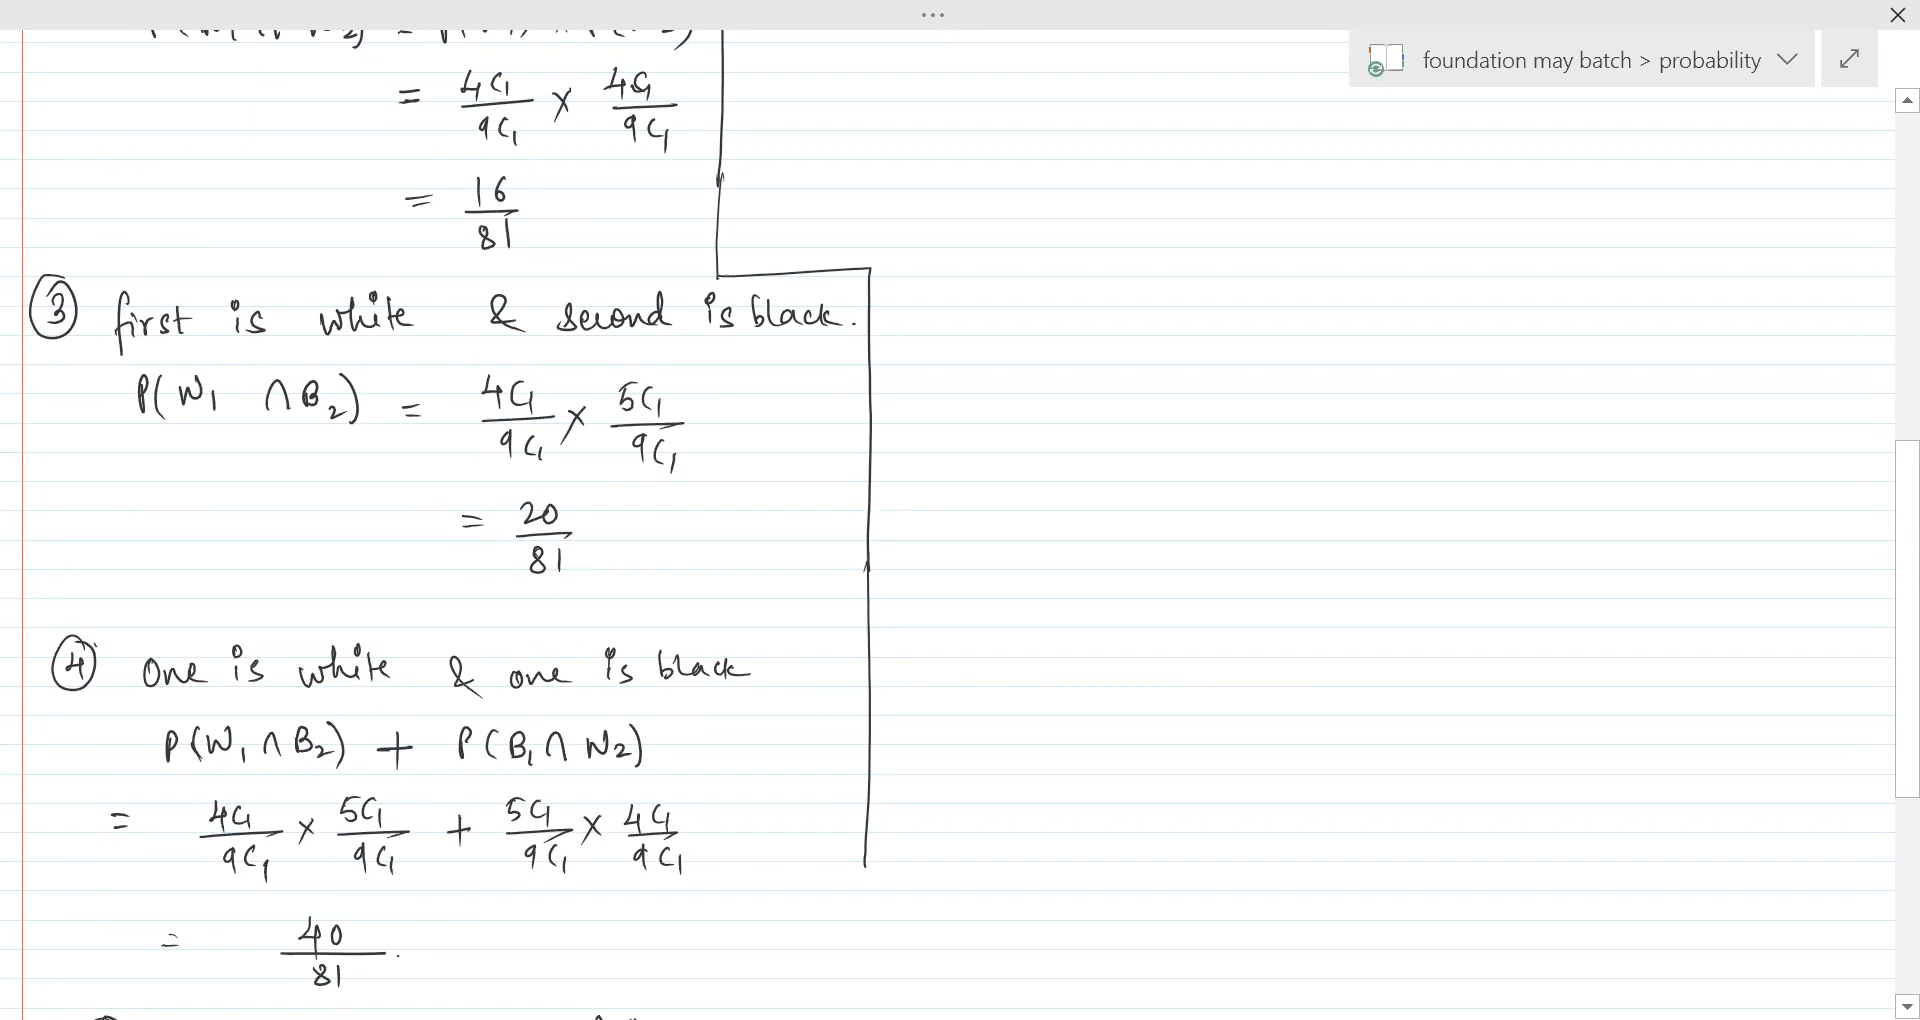 foundation may batch > probability
= 4C₁/9C₁ × 4C₁/9C₁
= 16/81
③ first is white & second is black.
P(W₁ ∩ B₂) = 4C₁/9C₁ × 5C₁/9C₁
= 20/81
④ One is white & one is black
P(W₁ ∩ B₂) + P(B₁ ∩ W₂)
= 4C₁/9C₁ × 5C₁/9C₁ + 5C₁/9C₁ × 4C₁/9C₁
= 40/81.